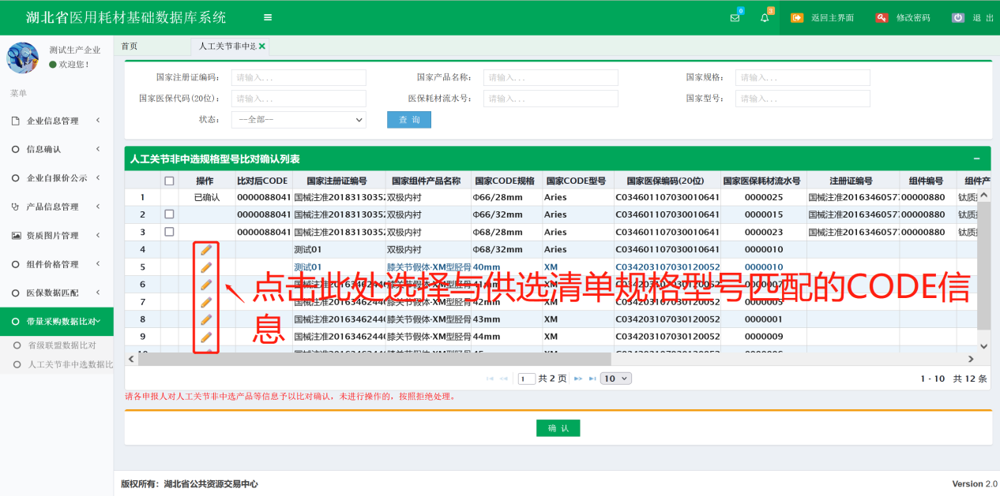 湖北省医用耗材基础数据库系统
0
3
返回主界面
修改密码
退 出
测试生产企业
欢迎您！
首页
人工关节非中选
菜单
企业信息管理
信息确认
企业自报价公示
产品信息管理
资质图片管理
组件价格管理
医保数据匹配
带量采购数据比对
省级联盟数据比对
人工关节非中选数据比
国家注册证编码： 请输入... 国家产品名称： 请输入... 国家规格： 请输入...
国家医保代码(20位)： 请输入... 医保耗材流水号： 请输入... 国家型号： 请输入...
状态： --全部-- 查 询
人工关节非中选规格型号比对确认列表
操作 比对后CODE 国家注册证编号 国家组件产品名称 国家CODE规格 国家CODE型号 国家医保编码(20位) 国家医保耗材流水号 注册证编号 组件编号 组件产
1 已确认 0000088041 国械注准2018313035 双极内衬 Φ66/28mm Aries C034601107030010641 0000025 国械注准2016346057 00000880 钛质
2 0000088041 国械注准2018313035 双极内衬 Φ66/32mm Aries C034601107030010641 0000015 国械注准2016346057 00000880 钛质
3 0000088041 国械注准2018313035 双极内衬 Φ68/28mm Aries C034601107030010641 0000023 国械注准2016346057 00000880 钛质
4 测试01 双极内衬 Φ68/32mm Aries C034601107030010641 0000010
5 测试01 膝关节假体-XM型胫骨 40mm XM C034203107030120052 0000010
6 国械注准2016346244 膝关节假体-XM型胫骨 41mm XM C034203107030120052 0000007
7 国械注准2016346244 膝关节假体-XM型胫骨 42mm XM C034203107030120052 0000005
8 国械注准2016346244 膝关节假体-XM型胫骨 43mm XM C034203107030120052 0000001
9 国械注准2016346244 膝关节假体-XM型胫骨 44mm XM C034203107030120052 0000009
点击此处选择与供选清单规格型号匹配的CODE信
息
1 共 2 页 10 1 - 10 共 12 条
请各申报人对人工关节非中选产品等信息予以比对确认，未进行操作的，按照拒绝处理。
确 认
版权所有：湖北省公共资源交易中心 Version 2.0